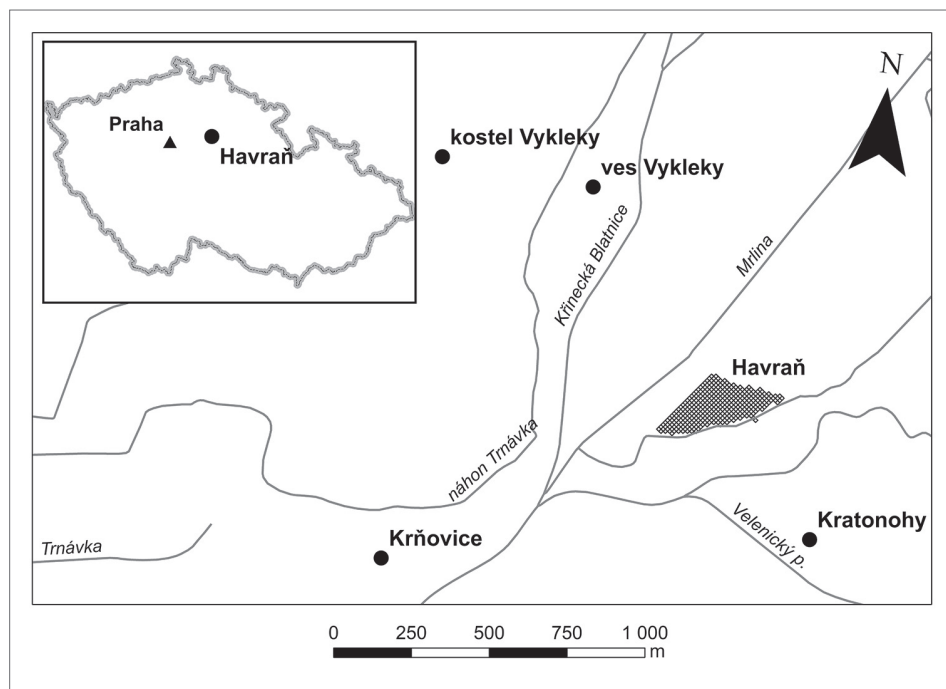 N
Praha
Havraň
kostel Vykleky
ves Vykleky
Křinecká Blatnice
Mrlina
Havraň
náhon Trnávka
Krňovice
Kratonohy
Velenický p.
Trnávka
0 250 500 750 1 000
m